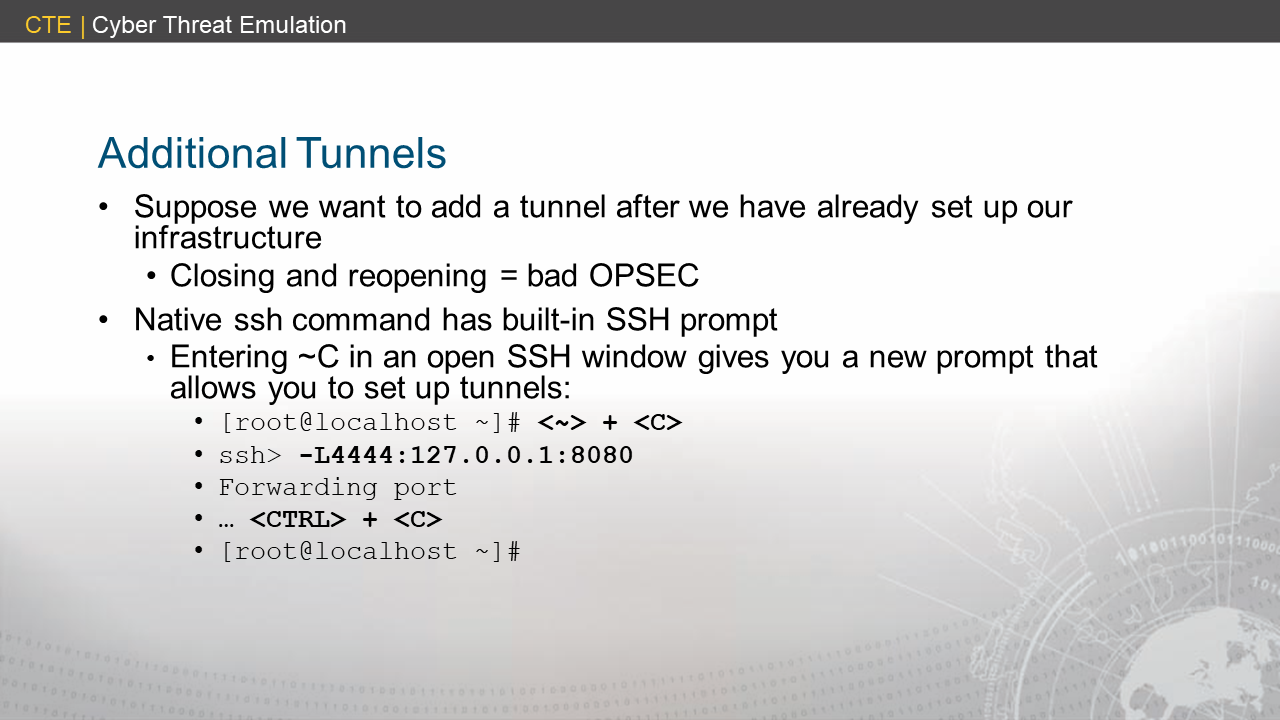 CTE | Cyber Threat Emulation
Additional Tunnels
• Suppose we want to add a tunnel after we have already set up our
infrastructure
• Closing and reopening = bad OPSEC
• Native ssh command has built-in SSH prompt
• Entering ~C in an open SSH window gives you a new prompt that
allows you to set up tunnels:
• [root@localhost ~]# <~> + <C>
• ssh> -L4444:127.0.0.1:8080
• Forwarding port
• … <CTRL> + <C>
• [root@localhost ~]#